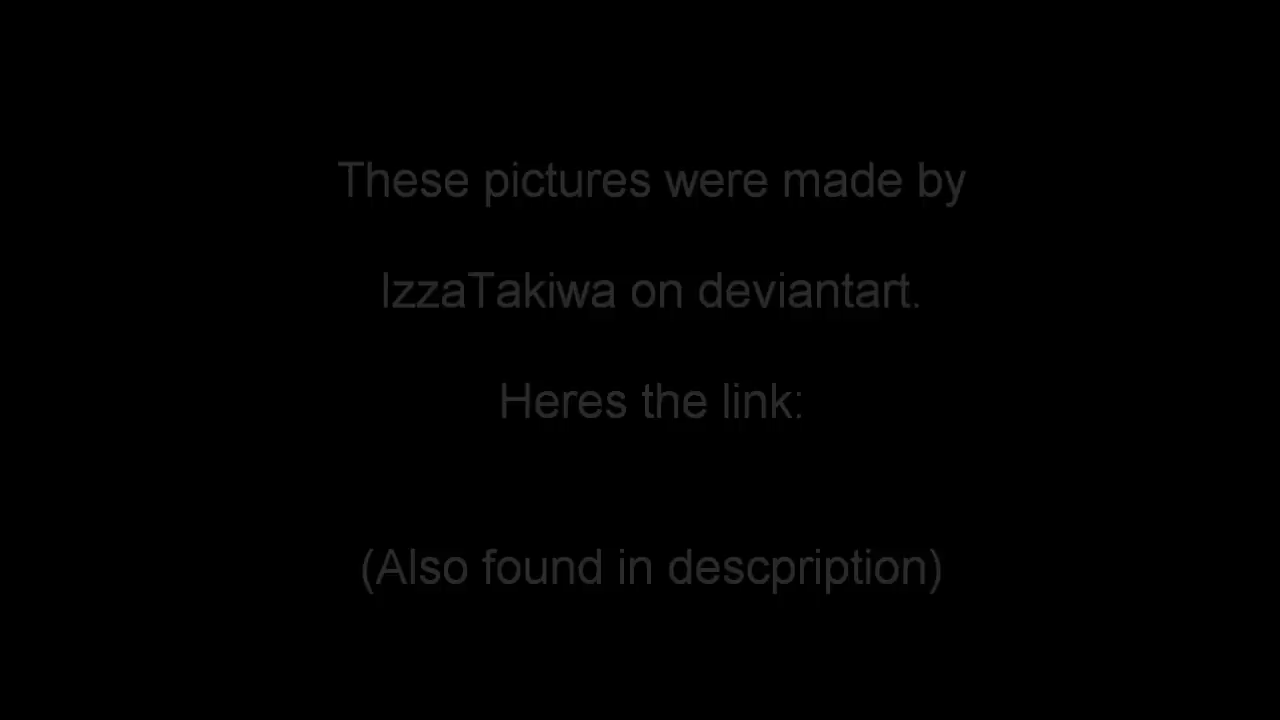 These pictures were made by
IzzaTakiwa on deviantart.
Heres the link:
(Also found in descpription)